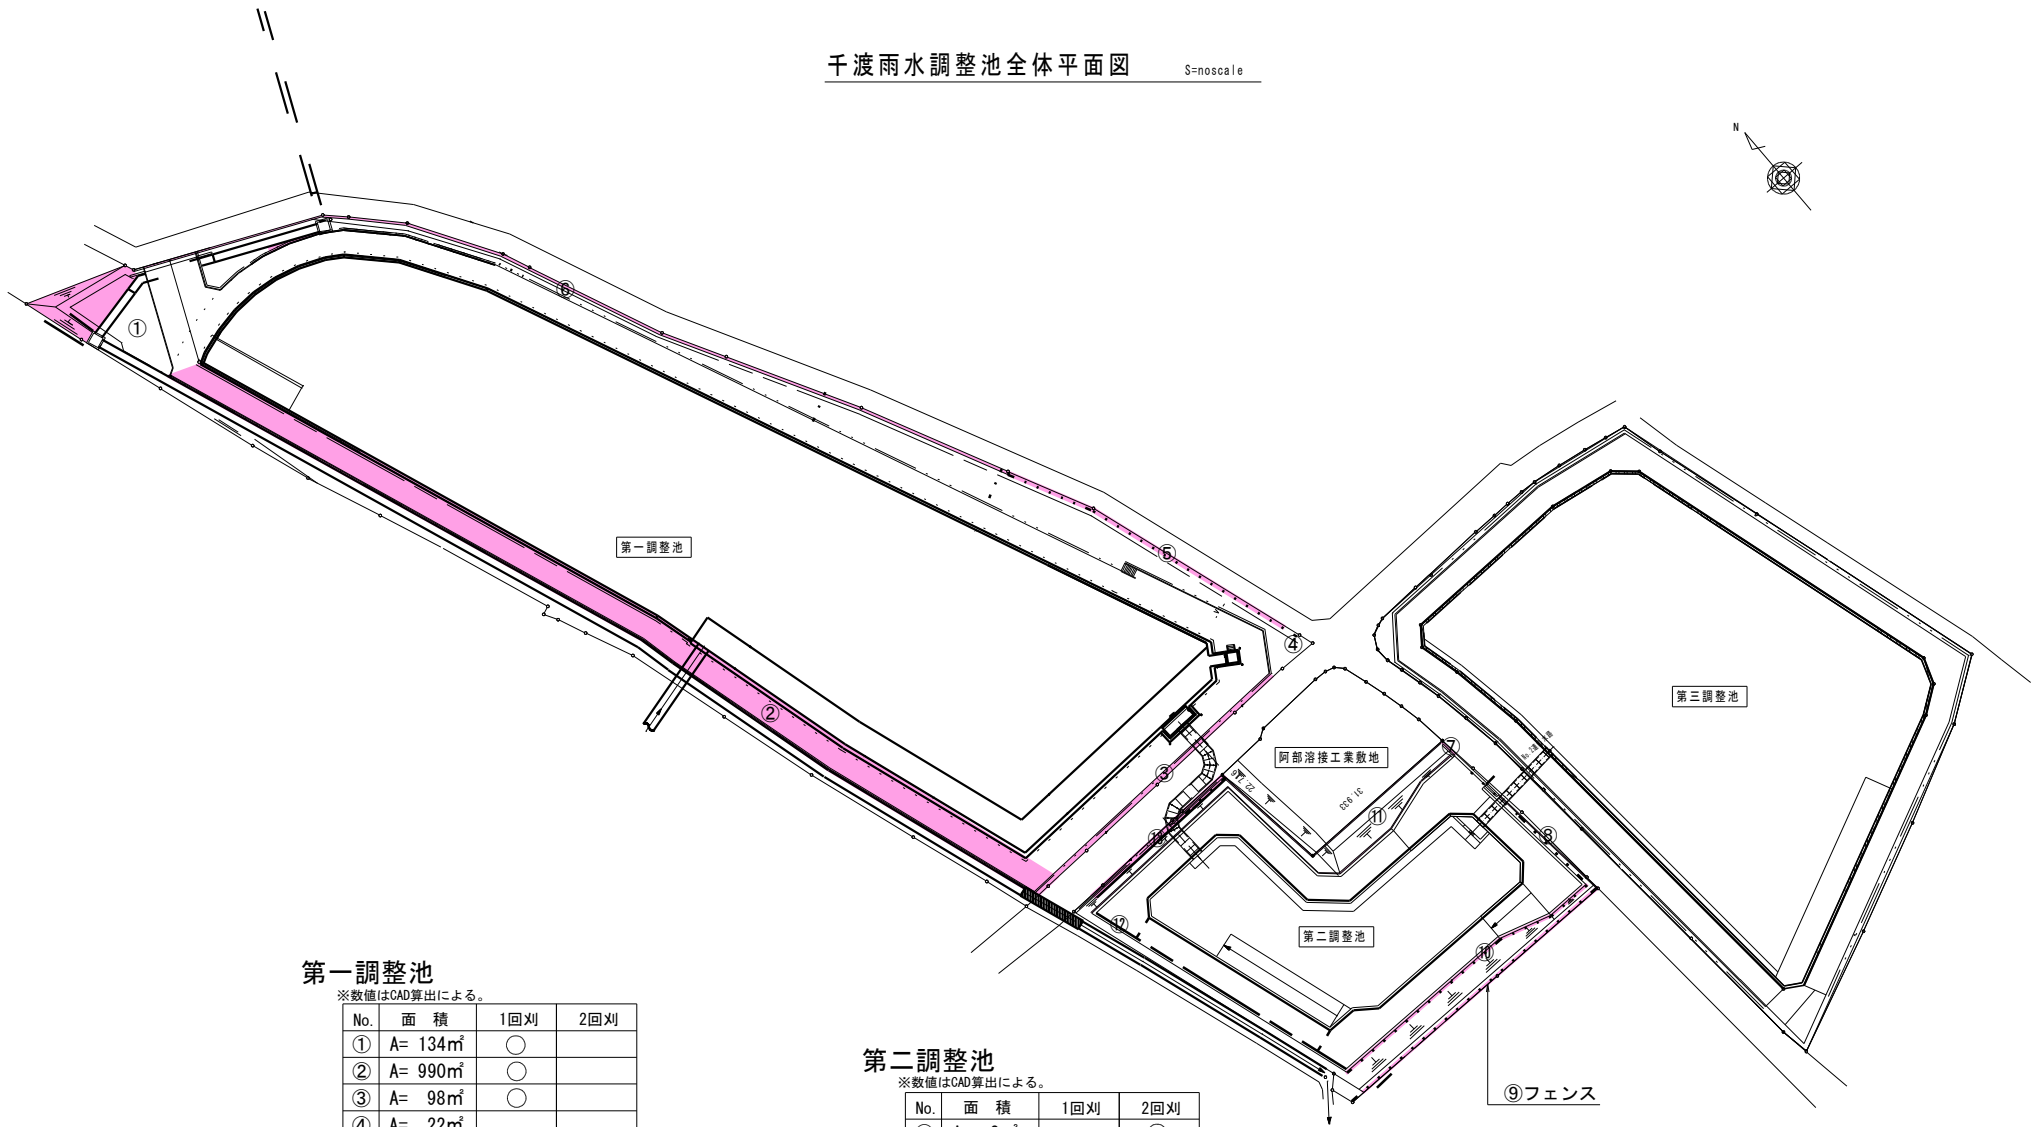 千渡雨水調整池全体平面図 S=noscale
N
①
⑥
第一調整池
⑤
④
②
③
第三調整池
阿部溶接工業敷地
22.716
31.933
⑦
⑧
⑪
⑬
⑫
第二調整池
⑩
⑨フェンス
第一調整池
※数値はCAD算出による。
No. 面 積 1回刈 2回刈
① A= 134㎡ ○
② A= 990㎡ ○
③ A= 98㎡ ○
④ A= 22㎡
第二調整池
※数値はCAD算出による。
No. 面 積 1回刈 2回刈